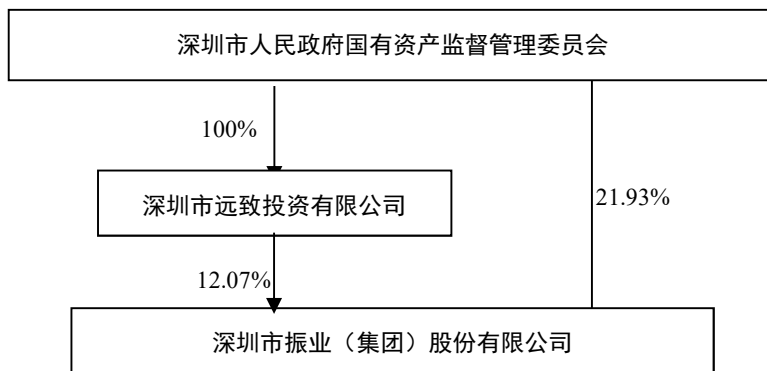 深圳市人民政府国有资产监督管理委员会
100%
深圳市远致投资有限公司
21.93%
12.07%
深圳市振业（集团）股份有限公司